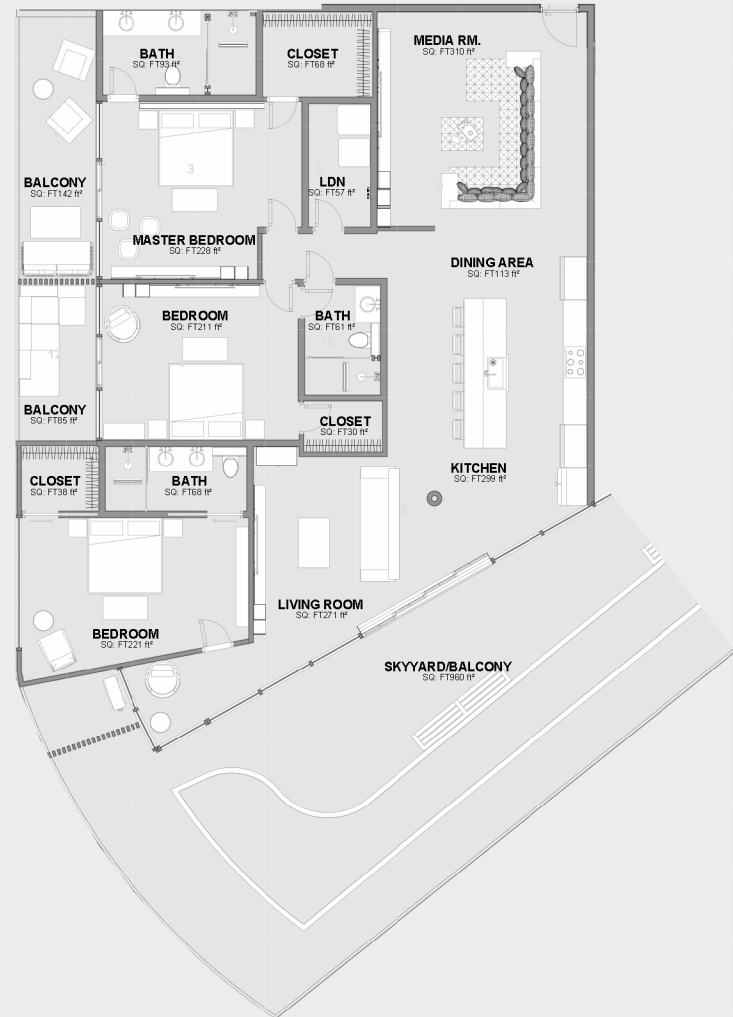 BATH
SQ: FT93 ft²
CLOSET
SQ: FT68 ft²
MEDIA RM.
SQ: FT310 ft²
3
BALCONY
SQ: FT142 ft²
LDN
SQ: FT57 ft²
MASTER BEDROOM
SQ: FT228 ft²
DINING AREA
SQ: FT113 ft²
BEDROOM
SQ: FT211 ft²
BATH
SQ: FT61 ft²
BALCONY
SQ: FT85 ft²
CLOSET
SQ: FT30 ft²
KITCHEN
SQ: FT299 ft²
CLOSET
SQ: FT38 ft²
BATH
SQ: FT68 ft²
LIVING ROOM
SQ: FT271 ft²
BEDROOM
SQ: FT221 ft²
SKYYARD/BALCONY
SQ: FT960 ft²